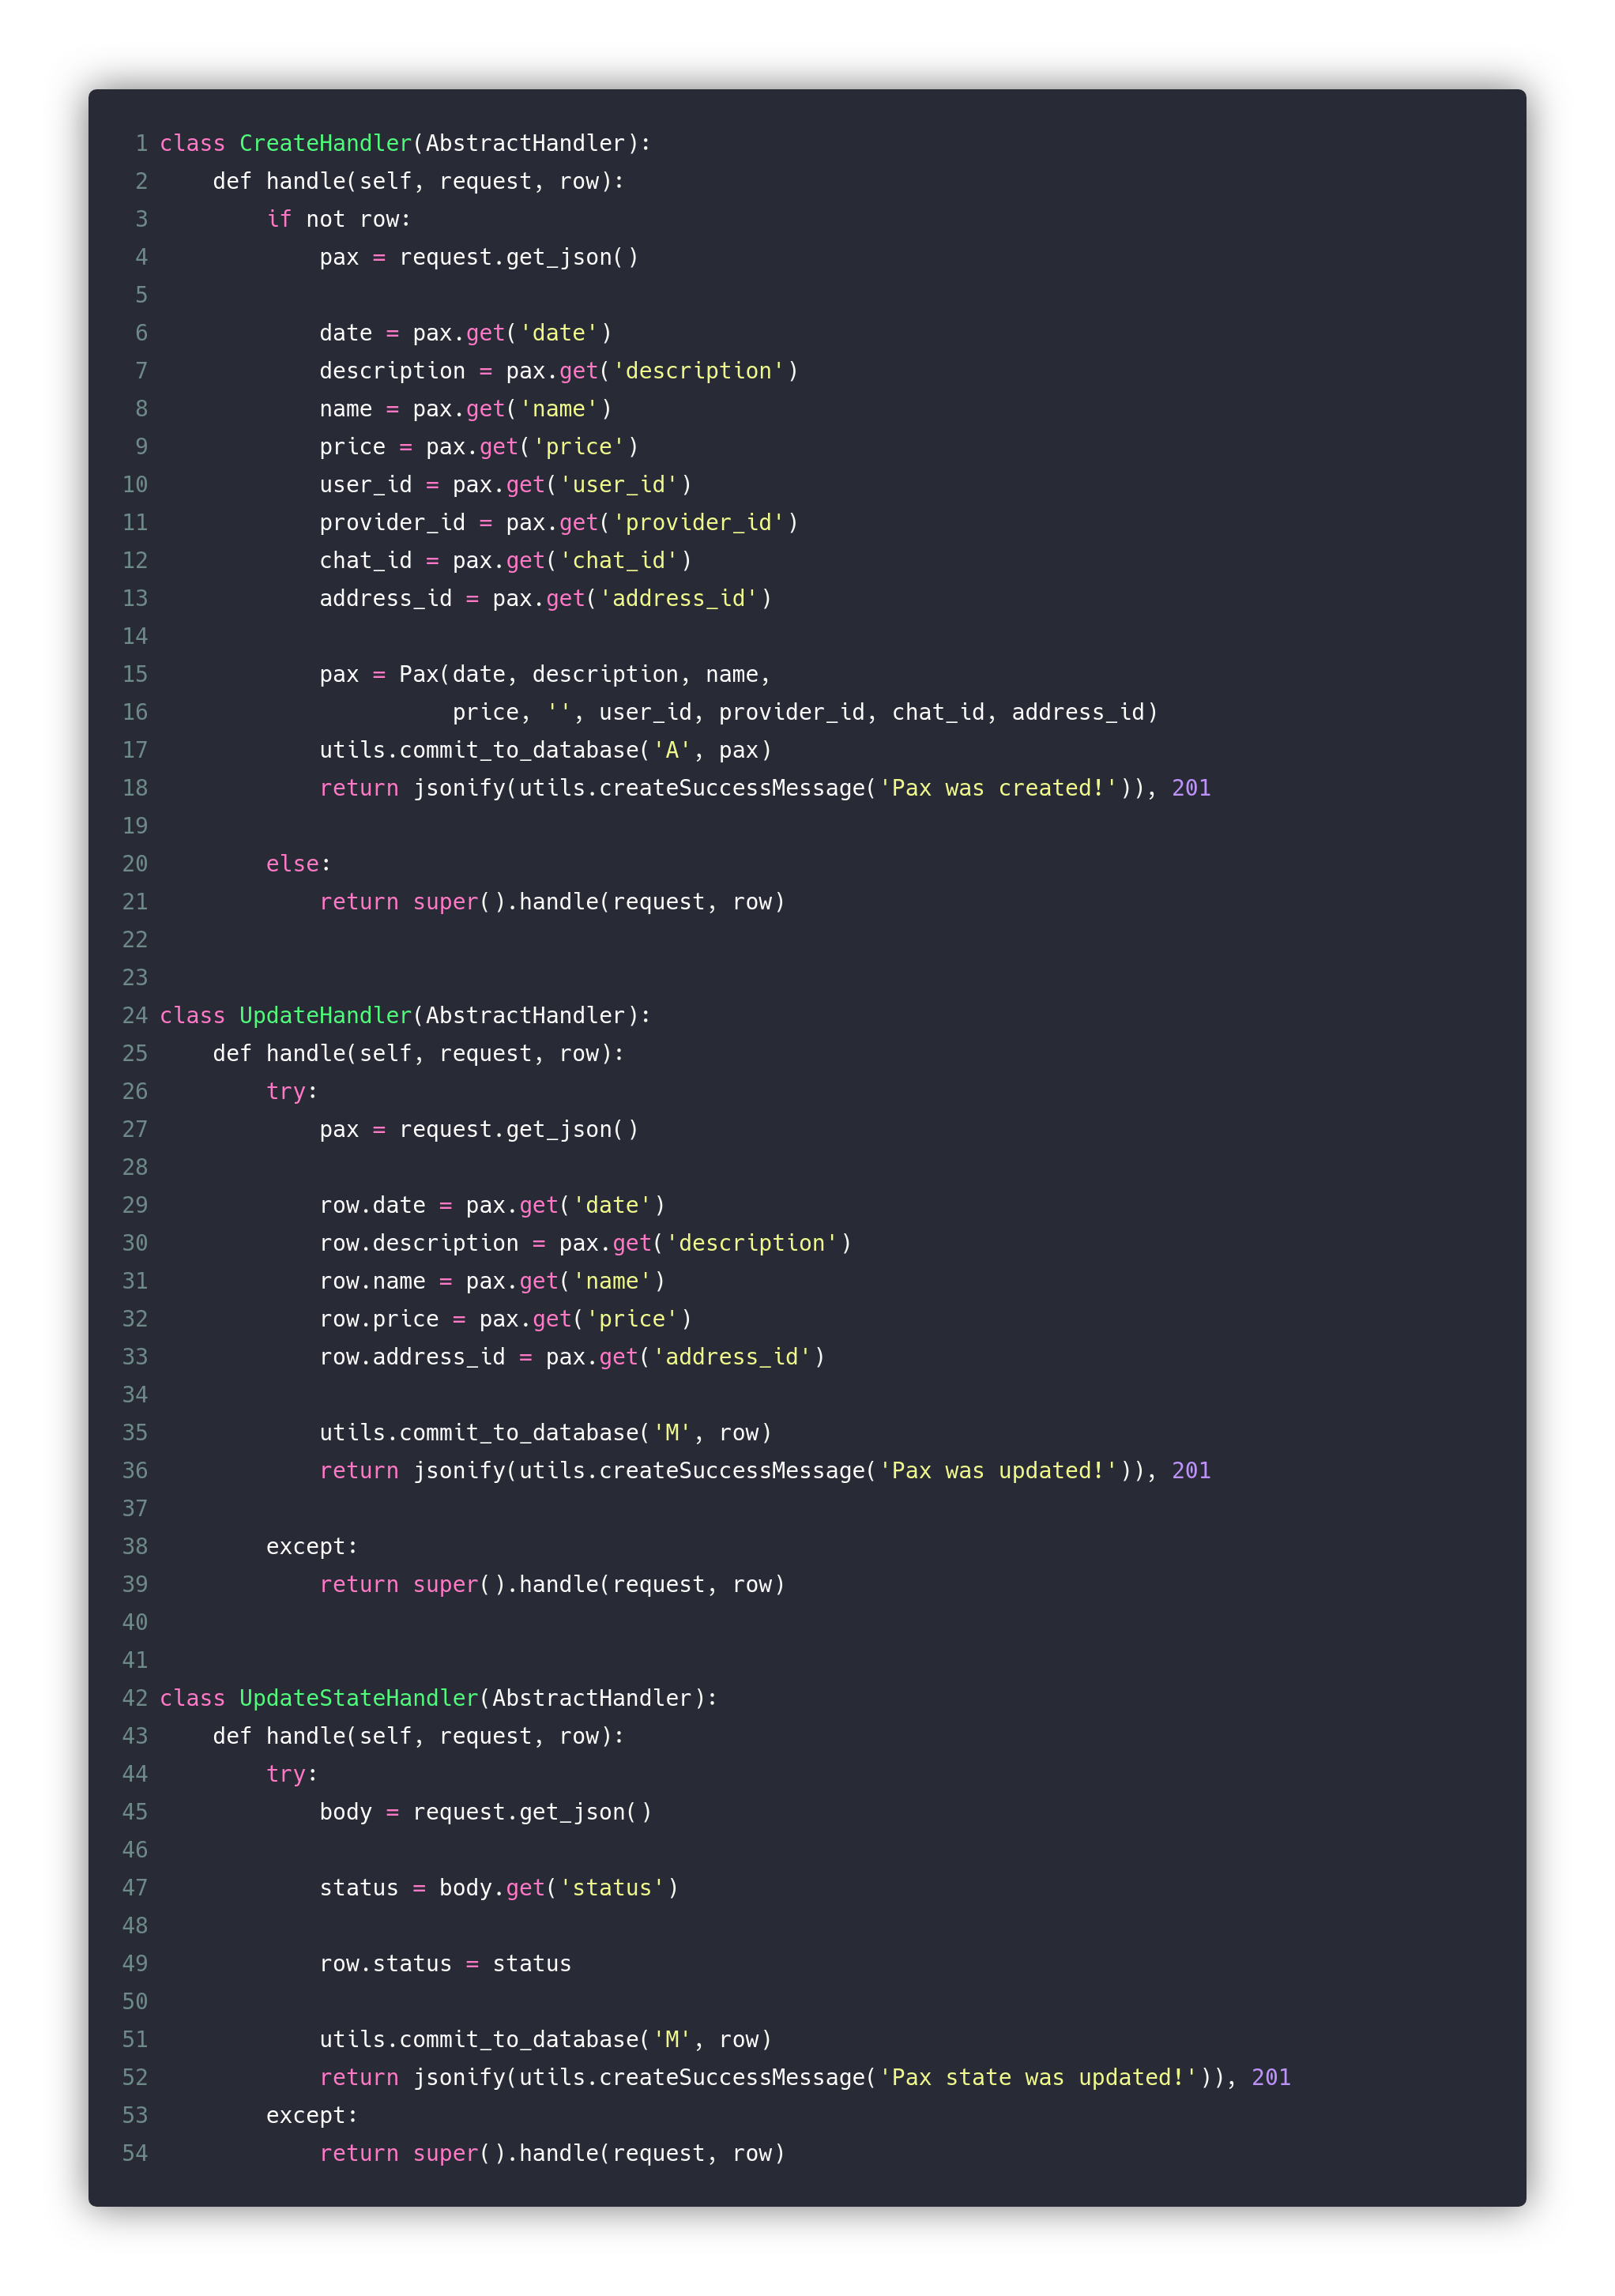 1 class CreateHandler(AbstractHandler):
2     def handle(self, request, row):
3         if not row:
4             pax = request.get_json()
5
6             date = pax.get('date')
7             description = pax.get('description')
8             name = pax.get('name')
9             price = pax.get('price')
10             user_id = pax.get('user_id')
11             provider_id = pax.get('provider_id')
12             chat_id = pax.get('chat_id')
13             address_id = pax.get('address_id')
14
15             pax = Pax(date, description, name,
16                       price, '', user_id, provider_id, chat_id, address_id)
17             utils.commit_to_database('A', pax)
18             return jsonify(utils.createSuccessMessage('Pax was created!')), 201
19
20         else:
21             return super().handle(request, row)
22
23
24 class UpdateHandler(AbstractHandler):
25     def handle(self, request, row):
26         try:
27             pax = request.get_json()
28
29             row.date = pax.get('date')
30             row.description = pax.get('description')
31             row.name = pax.get('name')
32             row.price = pax.get('price')
33             row.address_id = pax.get('address_id')
34
35             utils.commit_to_database('M', row)
36             return jsonify(utils.createSuccessMessage('Pax was updated!')), 201
37
38         except:
39             return super().handle(request, row)
40
41
42 class UpdateStateHandler(AbstractHandler):
43     def handle(self, request, row):
44         try:
45             body = request.get_json()
46
47             status = body.get('status')
48
49             row.status = status
50
51             utils.commit_to_database('M', row)
52             return jsonify(utils.createSuccessMessage('Pax state was updated!')), 201
53         except:
54             return super().handle(request, row)